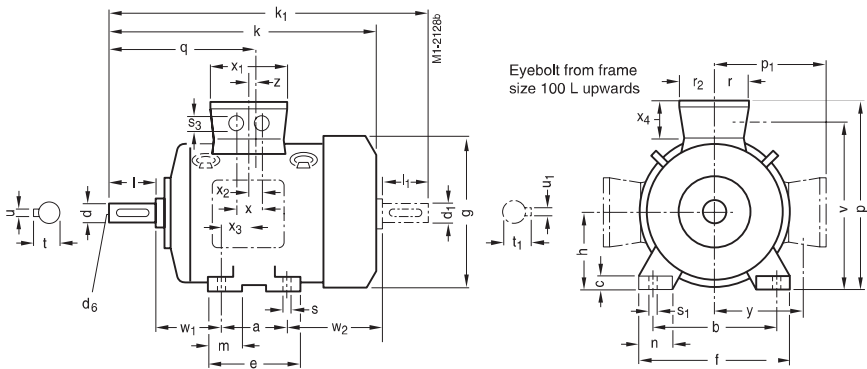 k₁
k
q
x₁
z
M1-2128b
s₃
l
x₂
x
x₃
l₁
u
d
t
d₆
d₁
g
u₁
t₁
w₁
a
w₂
s
m
e
Eyebolt from frame
size 100 L upwards
p₁
r₂
r
x₄
h
c
v
p
s₁
b
y
n
f